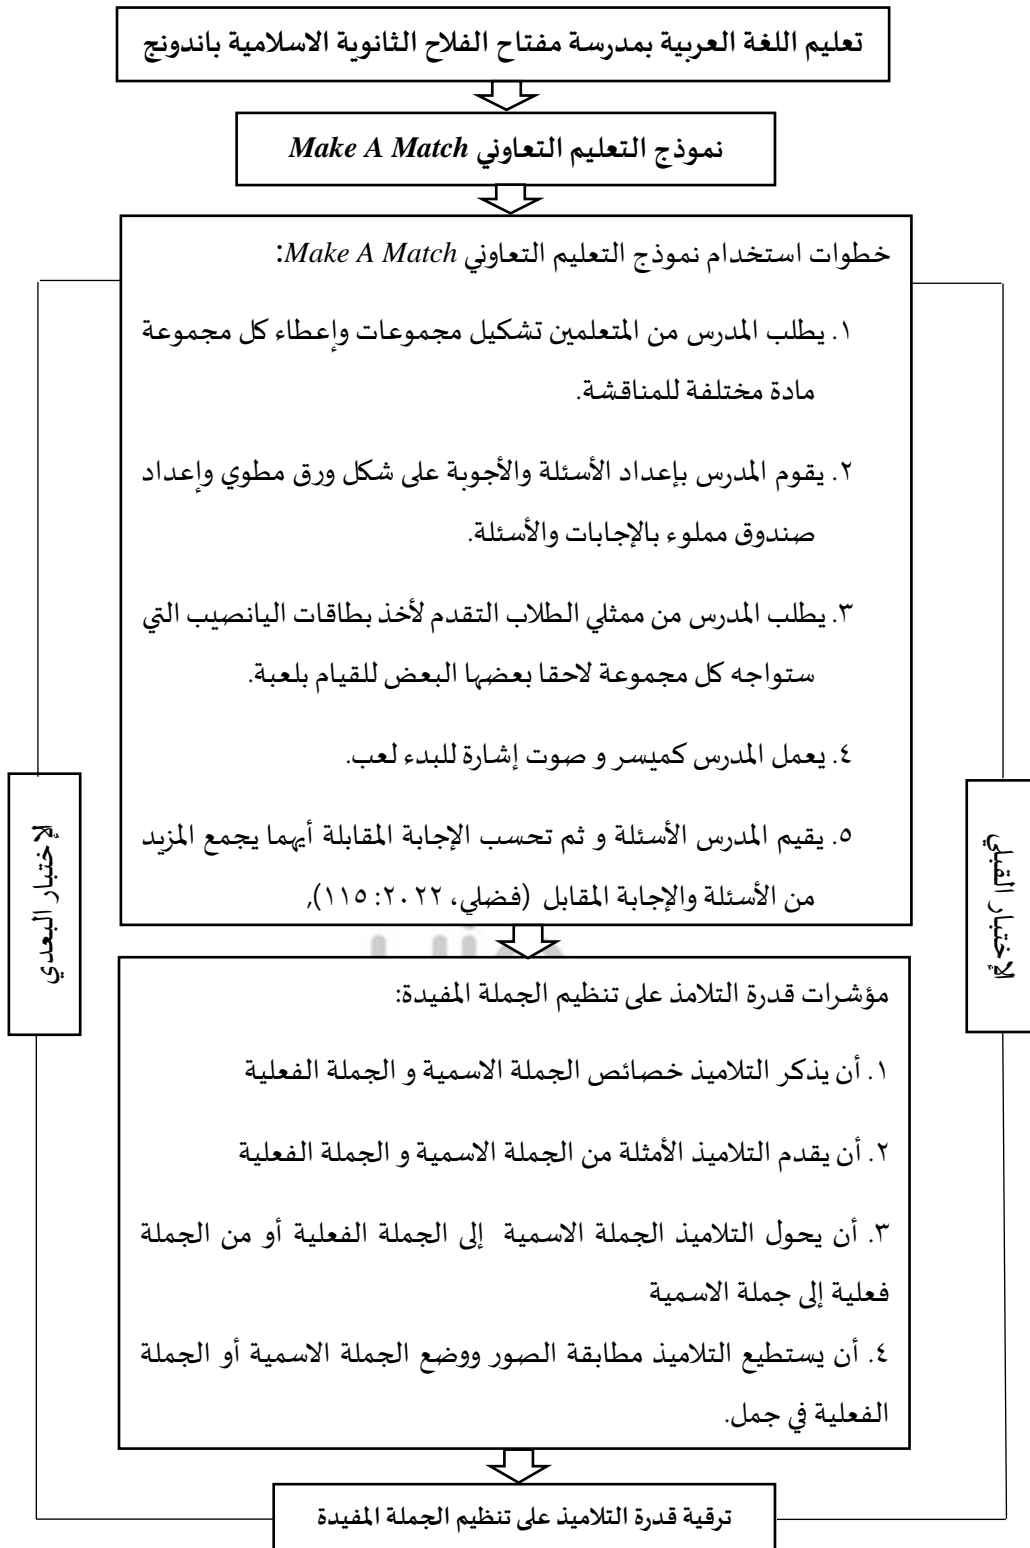 تعليم اللغة العربية بمدرسة مفتاح الفلاح الثانوية الاسلامية باندونج
نموذج التعليم التعاوني Make A Match
خطوات استخدام نموذج التعليم التعاوني Make A Match:
١. يطلب المدرس من المتعلمين تشكيل مجموعات وإعطاء كل مجموعة
مادة مختلفة للمناقشة.
٢. يقوم المدرس بإعداد الأسئلة والأجوبة على شكل ورق مطوي وإعداد
صندوق مملوء بالإجابات والأسئلة.
٣. يطلب المدرس من ممثلي الطلاب التقدم لأخذ بطاقات اليانصيب التي
ستواجه كل مجموعة لاحقا بعضها البعض للقيام بلعبة.
٤. يعمل المدرس كميسر و صوت إشارة للبدء لعب.
٥. يقيم المدرس الأسئلة و ثم تحسب الإجابة المقابلة أيهما يجمع المزيد
من الأسئلة والإجابة المقابل (فضلي، ٢٠٢٢: ١١٥),
الإختبار القبلي
الإختبار البعدي
مؤشرات قدرة التلامذ على تنظيم الجملة المفيدة:
١. أن يذكر التلاميذ خصائص الجملة الاسمية و الجملة الفعلية
٢. أن يقدم التلاميذ الأمثلة من الجملة الاسمية و الجملة الفعلية
٣. أن يحول التلاميذ الجملة الاسمية إلى الجملة الفعلية أو من الجملة
فعلية إلى جملة الاسمية
٤. أن يستطيع التلاميذ مطابقة الصور ووضع الجملة الاسمية أو الجملة
الفعلية في جمل.
ترقية قدرة التلاميذ على تنظيم الجملة المفيدة